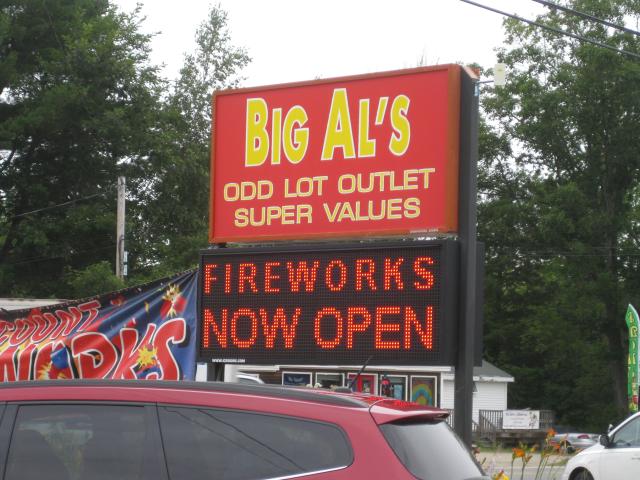 BIG AL'S
ODD LOT OUTLET
SUPER VALUES
FIREWORKS
NOW OPEN